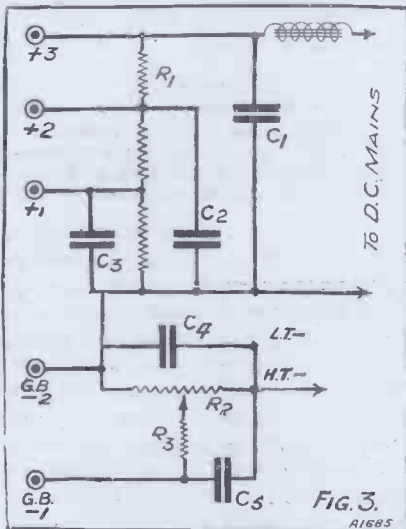 +3
R1
+2
C1
TO D.C. MAINS
+1
C3
C2
C4
L.T.-
H.T.-
G.B.
-2
R2
R3
G.B.
-1
C5
FIG. 3.
A1685